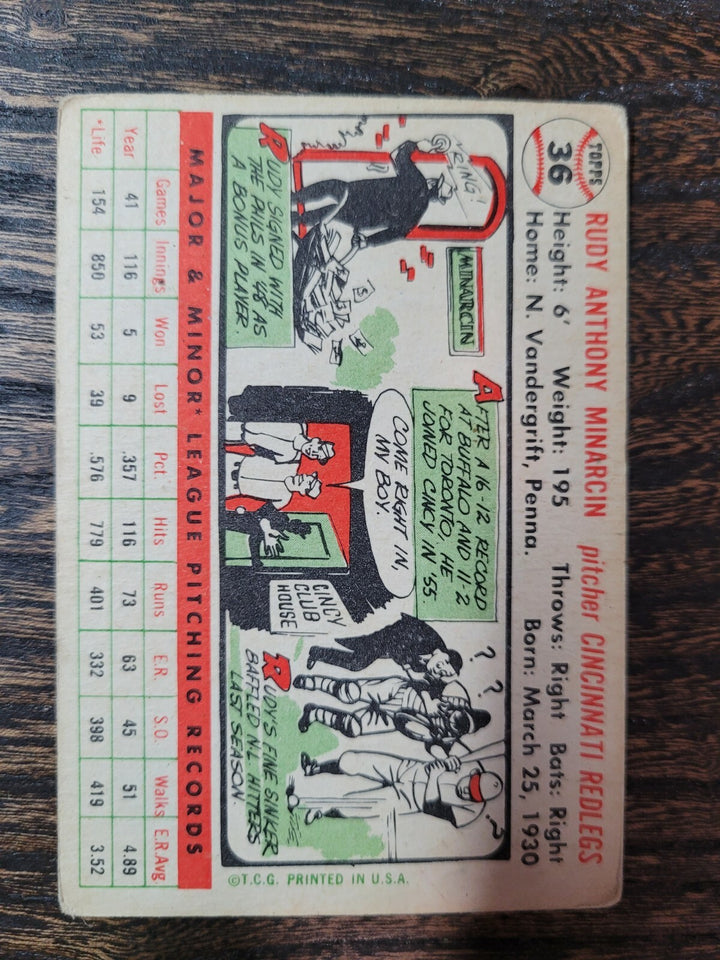 TOPPS
36
RUDY ANTHONY MINARCIN pitcher CINCINNATI REDLEGS
Height: 6' Weight: 195 Throws: Right Bats: Right
Home: N. Vandergrift, Penna. Born: March 25, 1930
RING!
MINARCIN
RUDY SIGNED WITH
THE PHILS IN '48 AS
A BONUS PLAYER.
AFTER A 16-12 RECORD
AT BUFFALO AND 11-2
FOR TORONTO, HE
JOINED CINCY IN '55.
COME RIGHT IN
MY BOY.
CINCY
CLUB
HOUSE
? ? ?
RUDY'S FINE SINKER
BAFFLED N.L. HITTERS
LAST SEASON.
©T.C.G. PRINTED IN U.S.A.
MAJOR & MINOR* LEAGUE PITCHING RECORDS
Games Innings Won Lost Pct. Hits Runs E.R. S.O. Walks E.R.Avg.
Year 41 116 5 9 .357 116 73 63 45 51 4.89
*Life 154 850 53 39 .576 779 401 332 398 419 3.52